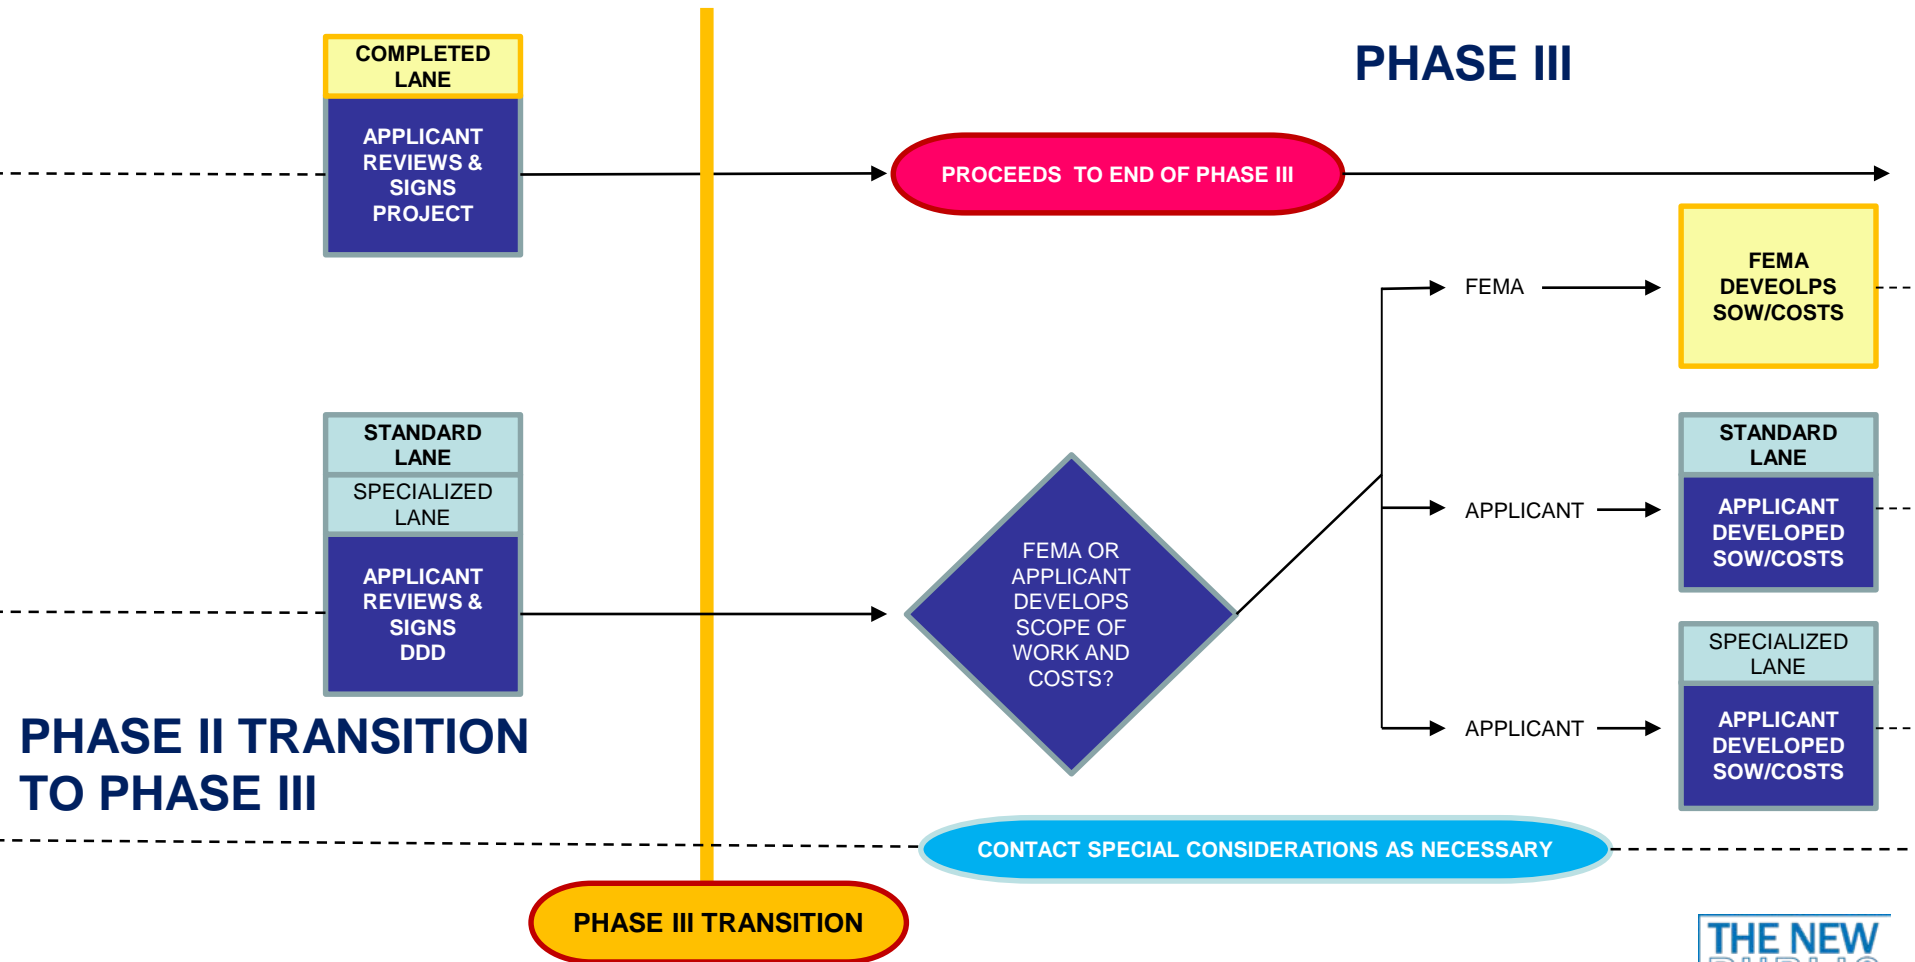 COMPLETED
LANE
APPLICANT
REVIEWS &
SIGNS
PROJECT
PHASE III
PROCEEDS TO END OF PHASE III
FEMA
FEMA
DEVEOLPS
SOW/COSTS
STANDARD
LANE
SPECIALIZED
LANE
APPLICANT
REVIEWS &
SIGNS
DDD
FEMA OR
APPLICANT
DEVELOPS
SCOPE OF
WORK AND
COSTS?
APPLICANT
STANDARD
LANE
APPLICANT
DEVELOPED
SOW/COSTS
APPLICANT
SPECIALIZED
LANE
APPLICANT
DEVELOPED
SOW/COSTS
PHASE II TRANSITION
TO PHASE III
CONTACT SPECIAL CONSIDERATIONS AS NECESSARY
PHASE III TRANSITION
THE NEW